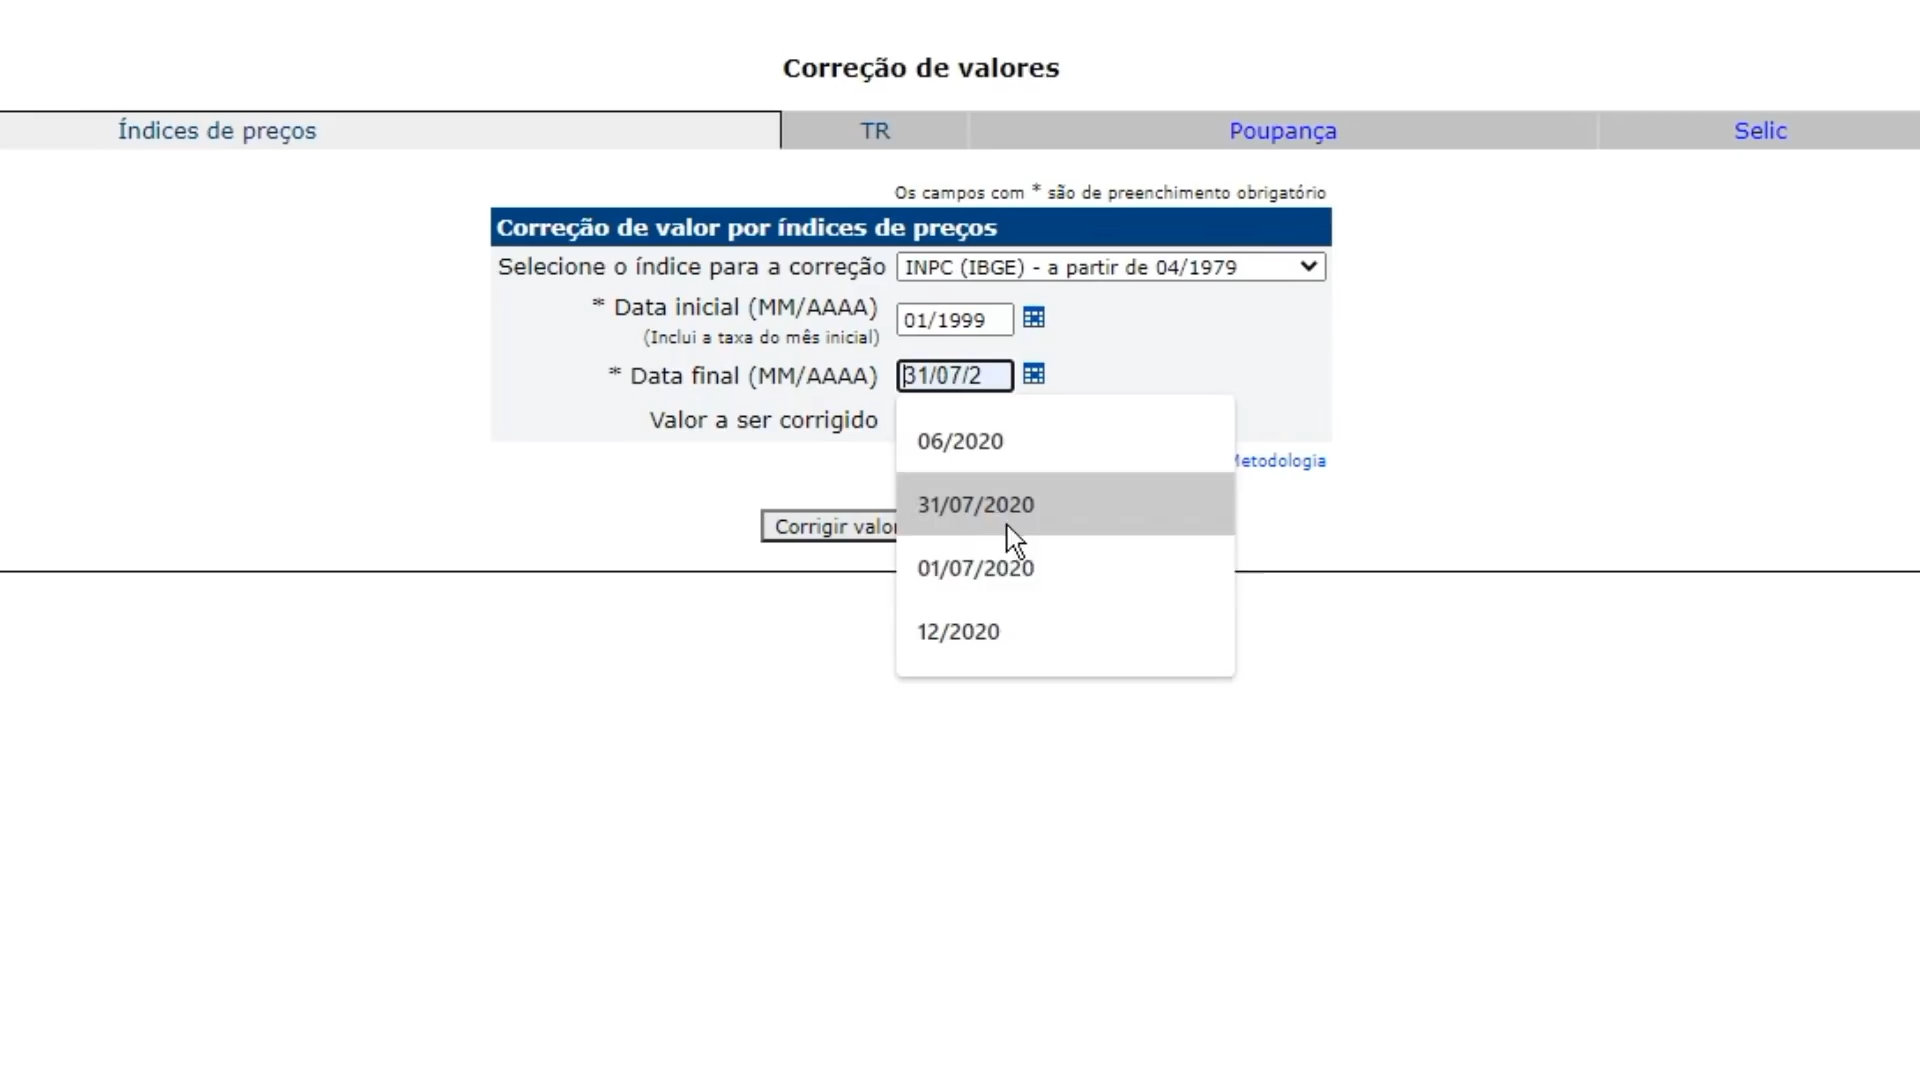 Correção de valores
Índices de preços TR Poupança Selic
Os campos com * são de preenchimento obrigatório
Correção de valor por índices de preços
Selecione o índice para a correção INPC (IBGE) - a partir de 04/1979
* Data inicial (MM/AAAA) 01/1999
(Inclui a taxa do mês inicial)
* Data final (MM/AAAA) 31/07/2
Valor a ser corrigido
06/2020
Metodologia
31/07/2020
Corrigir valor
01/07/2020
12/2020